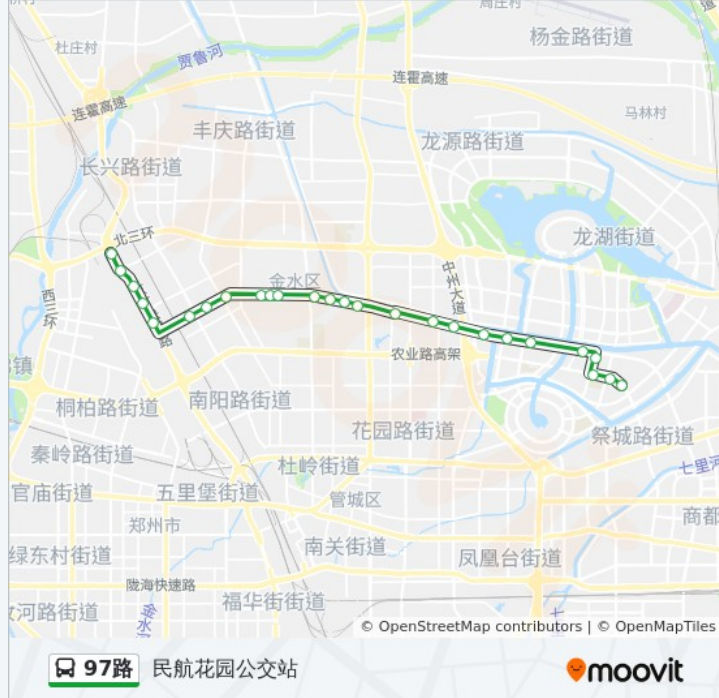 周庄村
杨金路街道
杜庄村
贾鲁河
连霍高速
连霍高速
马林村
丰庆路街道
龙源路街道
长兴路街道
北三环
龙湖街道
西三环
金水区
中州大道
路
农业路高架
镇
桐柏路街道
南阳路街道
花园路街道
祭城路街道
秦岭路街道
杜岭街道
七里河
官庙街道
五里堡街道
管城区
商都
郑州市
绿东村街道
南关街道
凤凰台街道
陇海快速路
汝河路街道
金水
福华街街道
七
© OpenStreetMap contributors | © OpenMapTiles
97路 民航花园公交站
moovit